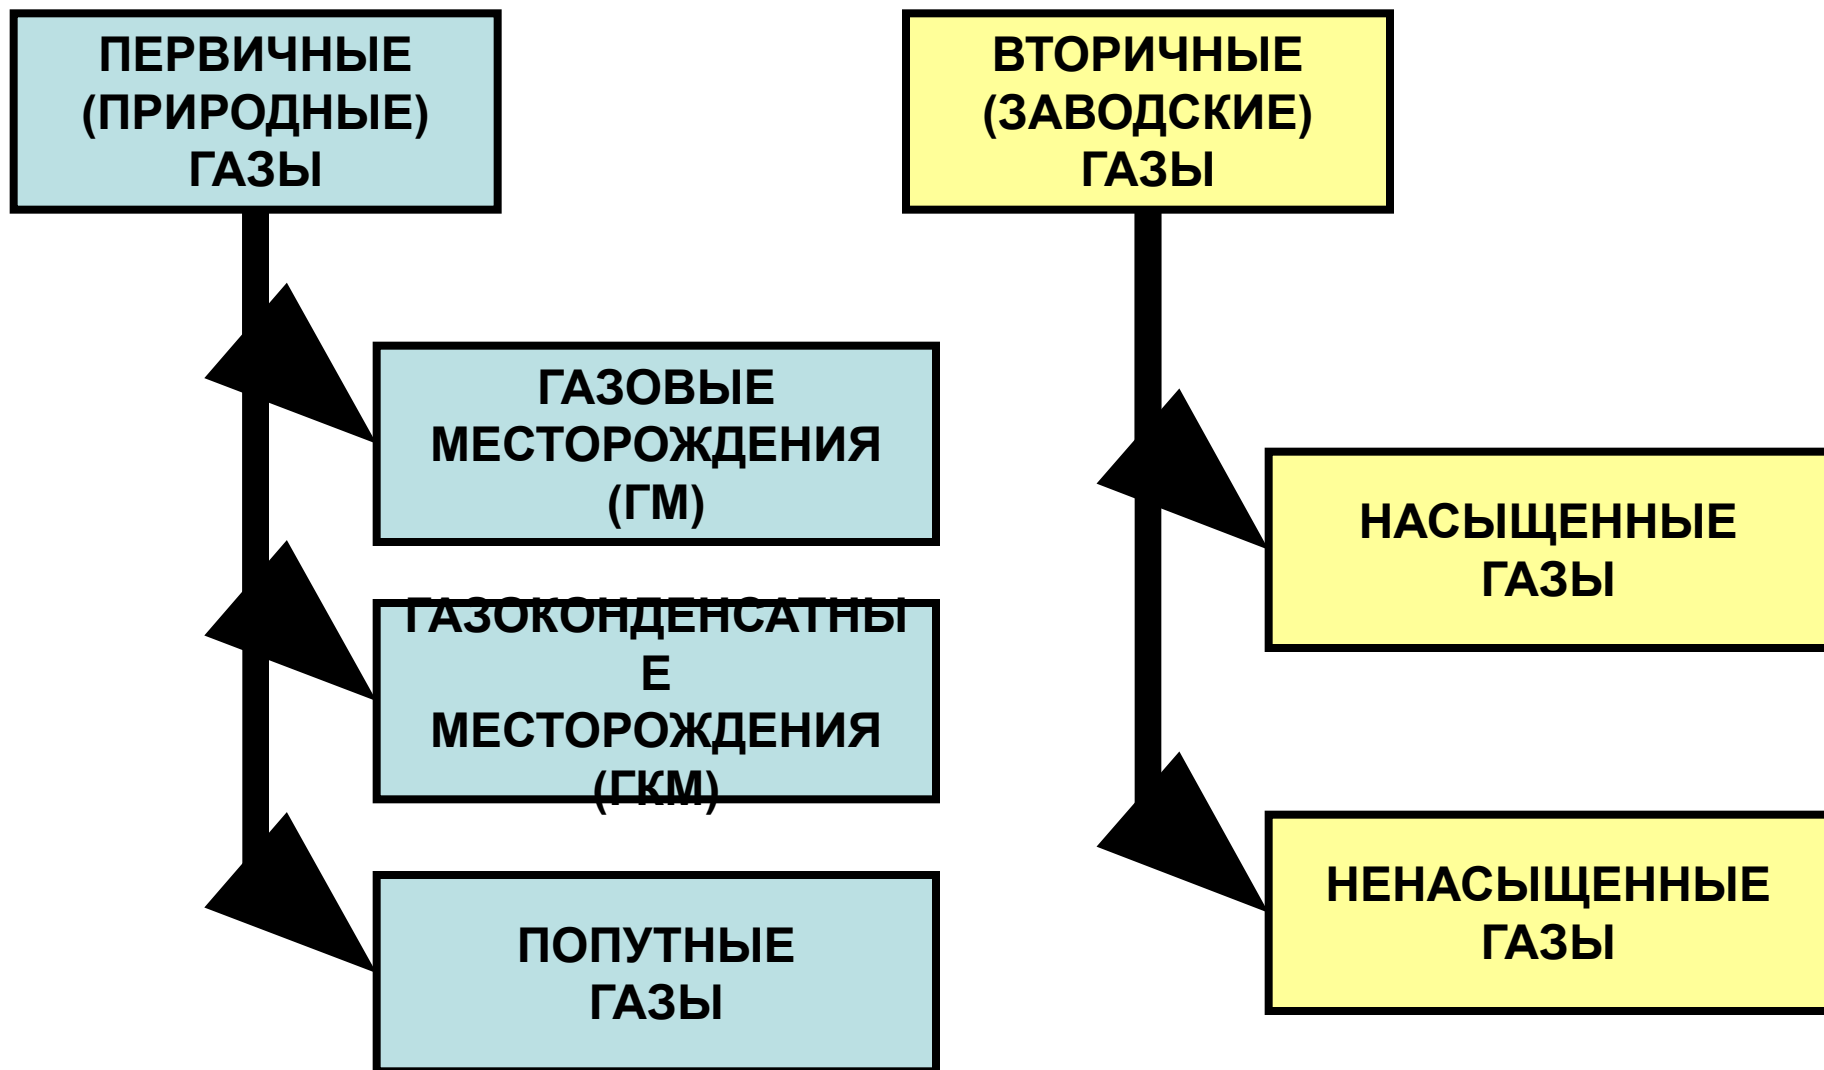 ПЕРВИЧНЫЕ
(ПРИРОДНЫЕ)
ГАЗЫ
ГАЗОВЫЕ
МЕСТОРОЖДЕНИЯ
(ГМ)
ГАЗОКОНДЕНСАТНЫ
Е
МЕСТОРОЖДЕНИЯ
(ГКМ)
ПОПУТНЫЕ
ГАЗЫ
ВТОРИЧНЫЕ
(ЗАВОДСКИЕ)
ГАЗЫ
НАСЫЩЕННЫЕ
ГАЗЫ
НЕНАСЫЩЕННЫЕ
ГАЗЫ